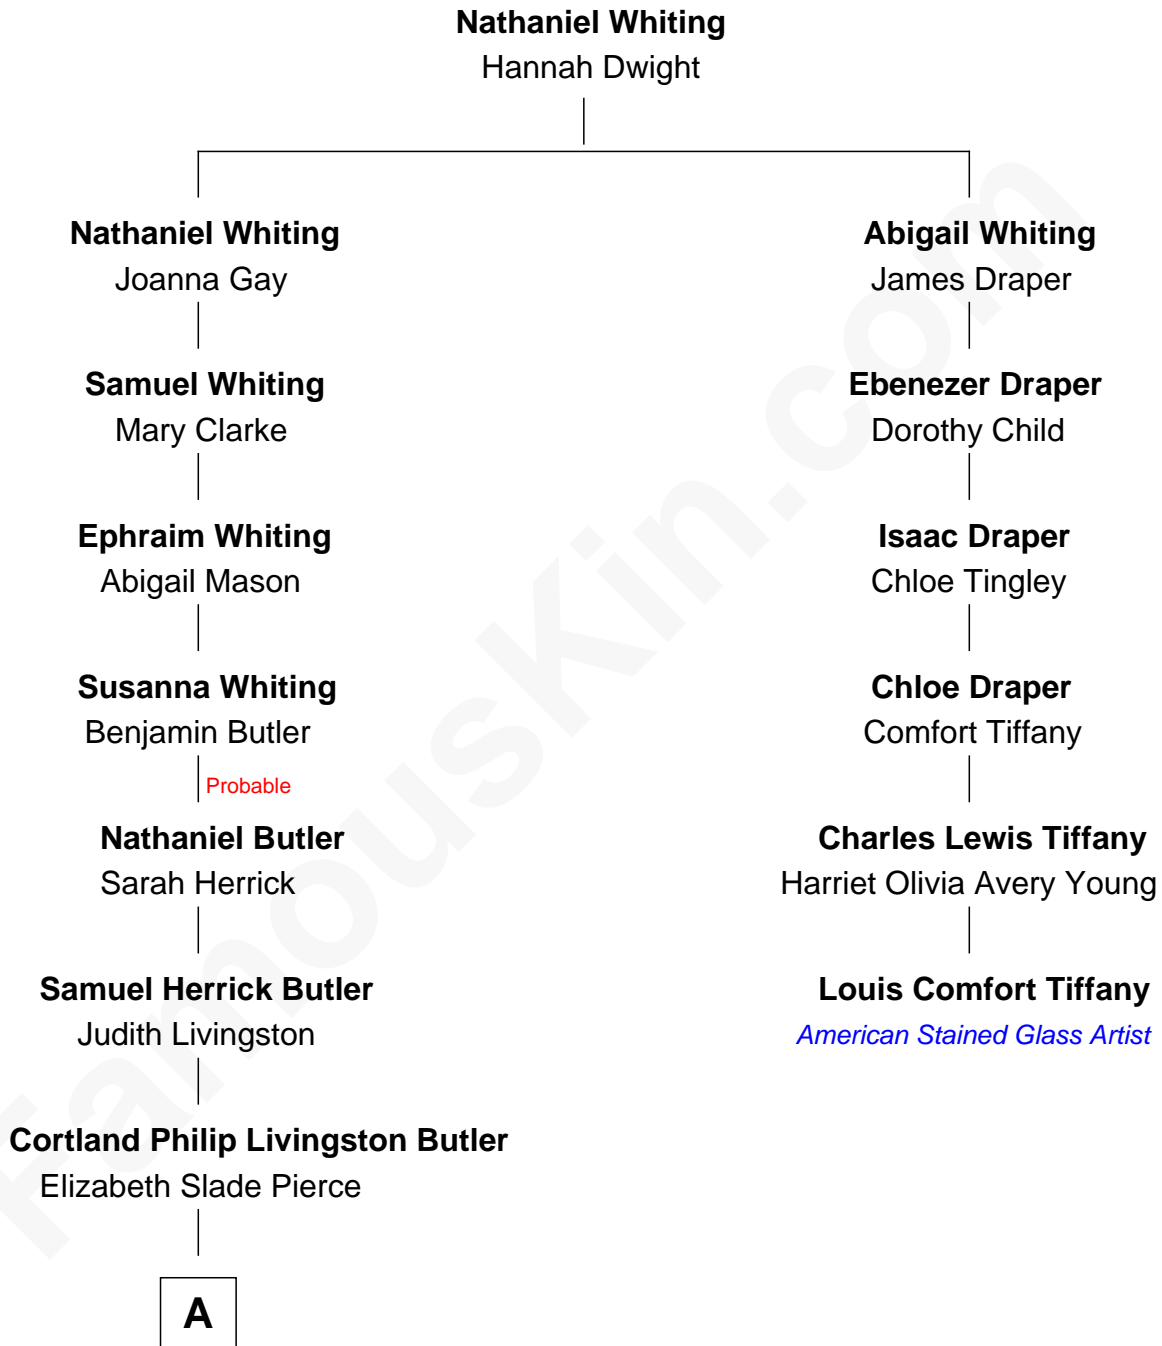 Nathaniel Whiting
Hannah Dwight
Nathaniel Whiting
Joanna Gay
Abigail Whiting
James Draper
Samuel Whiting
Mary Clarke
Ebenezer Draper
Dorothy Child
Ephraim Whiting
Abigail Mason
Isaac Draper
Chloe Tingley
Susanna Whiting
Benjamin Butler
Chloe Draper
Comfort Tiffany
Probable
Nathaniel Butler
Sarah Herrick
Charles Lewis Tiffany
Harriet Olivia Avery Young
Samuel Herrick Butler
Judith Livingston
Louis Comfort Tiffany
American Stained Glass Artist
Cortland Philip Livingston Butler
Elizabeth Slade Pierce
A
FamousKin.com